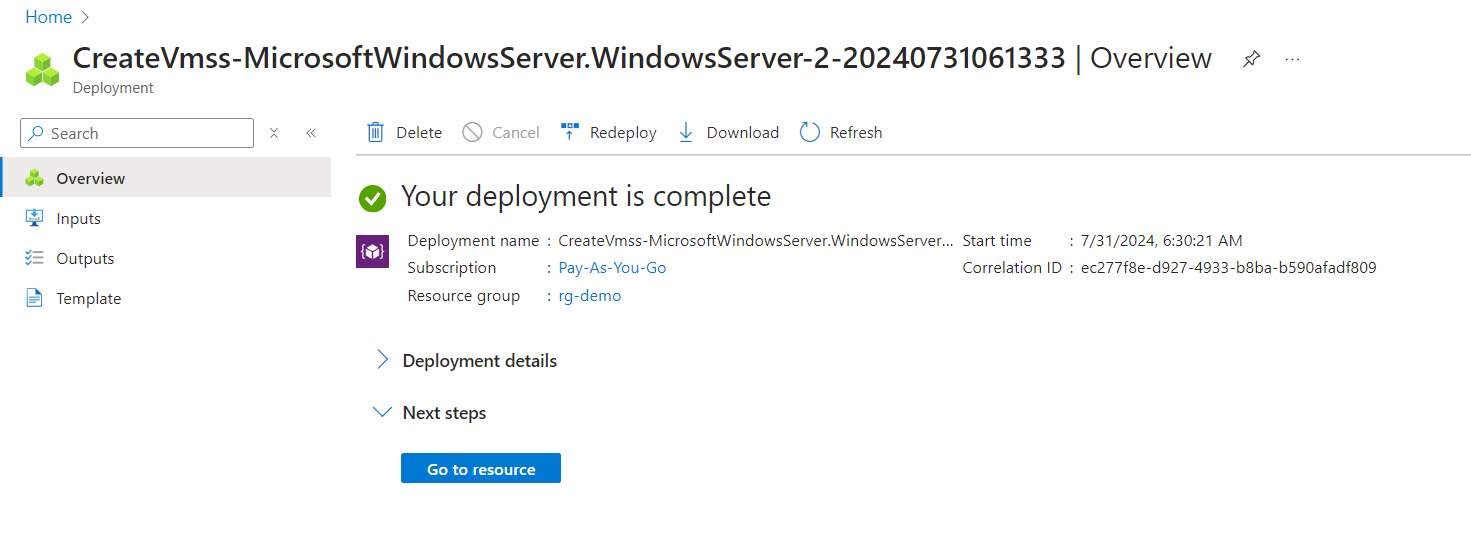 Home
CreateVmss-MicrosoftWindowsServer.WindowsServer-2-20240731061333 | Overview
Deployment
Search
Delete Cancel Redeploy Download Refresh
Overview
Inputs
Outputs
Template
Your deployment is complete
Deployment name : CreateVmss-MicrosoftWindowsServer.WindowsServer... Start time : 7/31/2024, 6:30:21 AM
Subscription : Pay-As-You-Go Correlation ID : ec277f8e-d927-4933-b8ba-b590afadf809
Resource group : rg-demo
Deployment details
Next steps
Go to resource